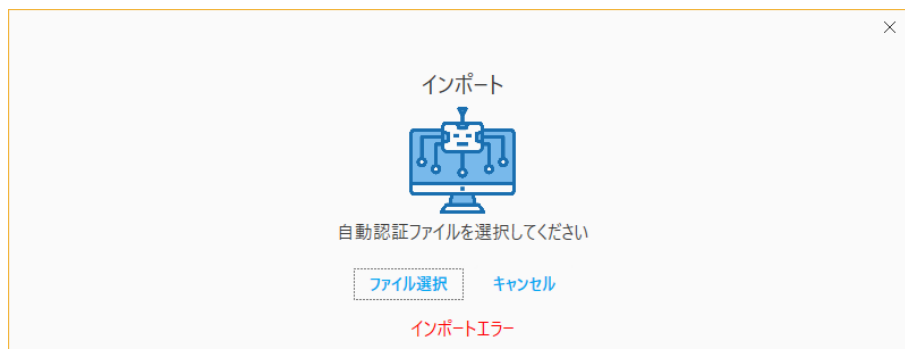 インポート
自動認証ファイルを選択してください
ファイル選択 キャンセル
インポートエラー